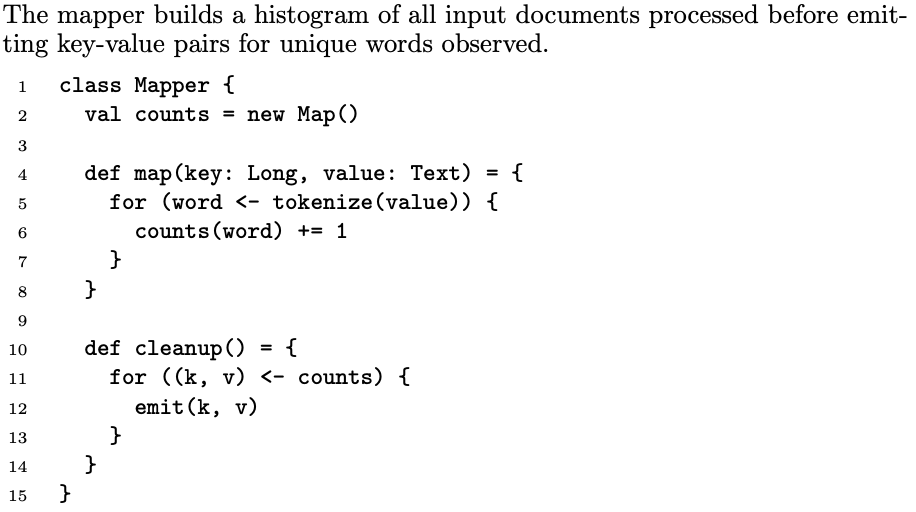 The mapper builds a histogram of all input documents processed before emit-
ting key-value pairs for unique words observed.
1 class Mapper {
2 val counts = new Map()
3
4 def map(key: Long, value: Text) = {
5 for (word <- tokenize(value)) {
6 counts(word) += 1
7 }
8 }
9
10 def cleanup() = {
11 for ((k, v) <- counts) {
12 emit(k, v)
13 }
14 }
15 }